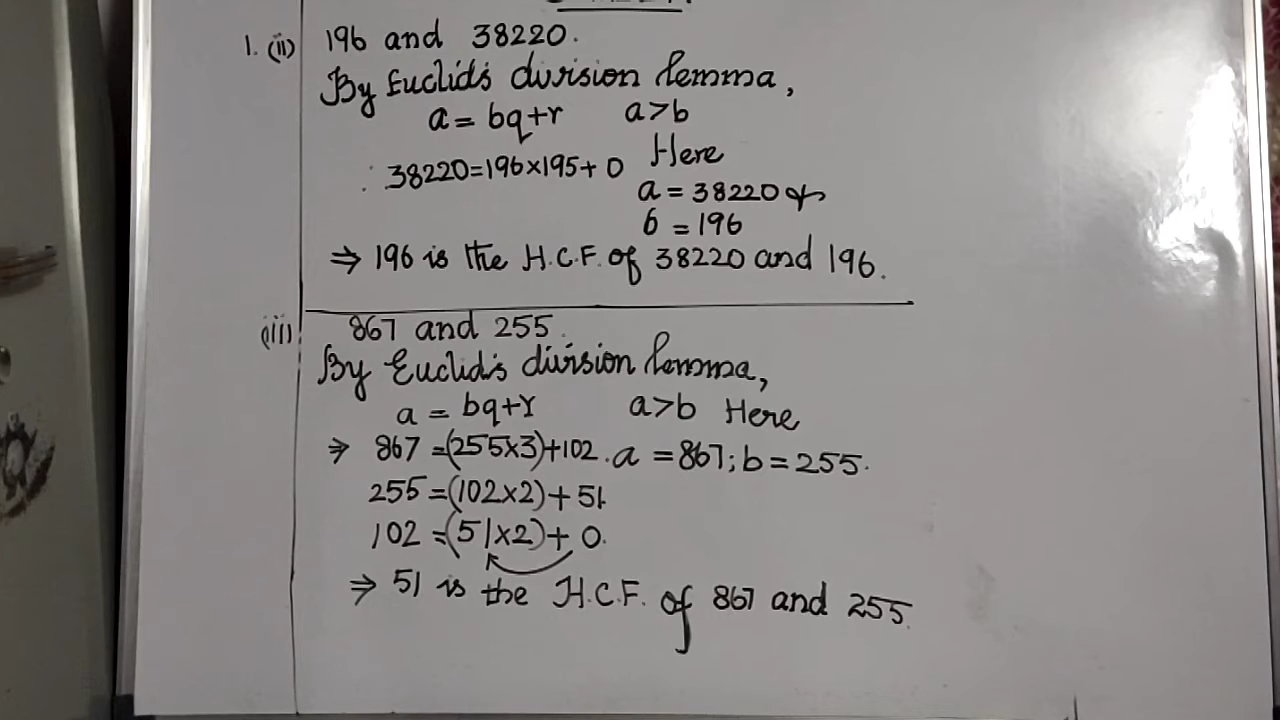 1. (ii) 196 and 38220.
By Euclid's division lemma,
a = bq+r a>b
∴ 38220=196×195+0 Here
a = 38220 &
b = 196
⇒ 196 is the H.C.F. of 38220 and 196.
(iii) 867 and 255.
By Euclid's division lemma,
a = bq+r a>b Here
⇒ 867 =(255×3)+102. a =867; b=255.
255=(102×2)+51
102 =(51×2)+ 0.
⇒ 51 is the H.C.F. of 867 and 255.